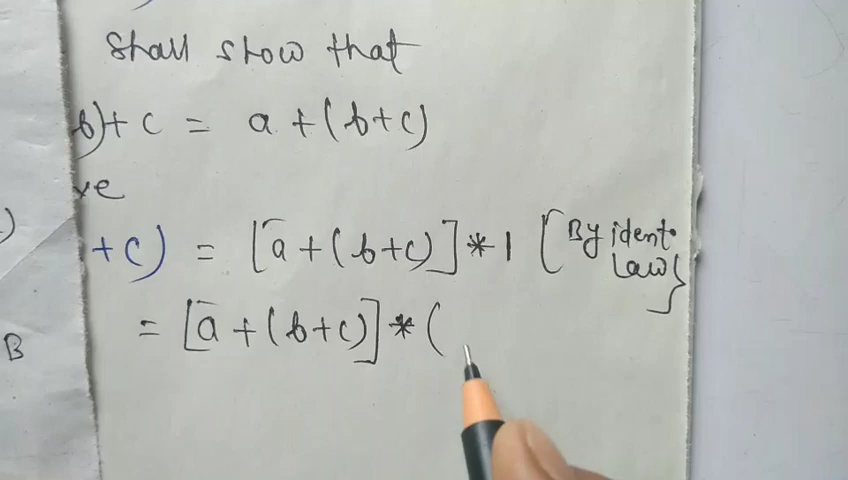 shall show that
b)+c = a+(b+c)
ve
+c) = [a+(b+c)]*1 [By ident. Law}
= [a+(b+c)]*(
)
B